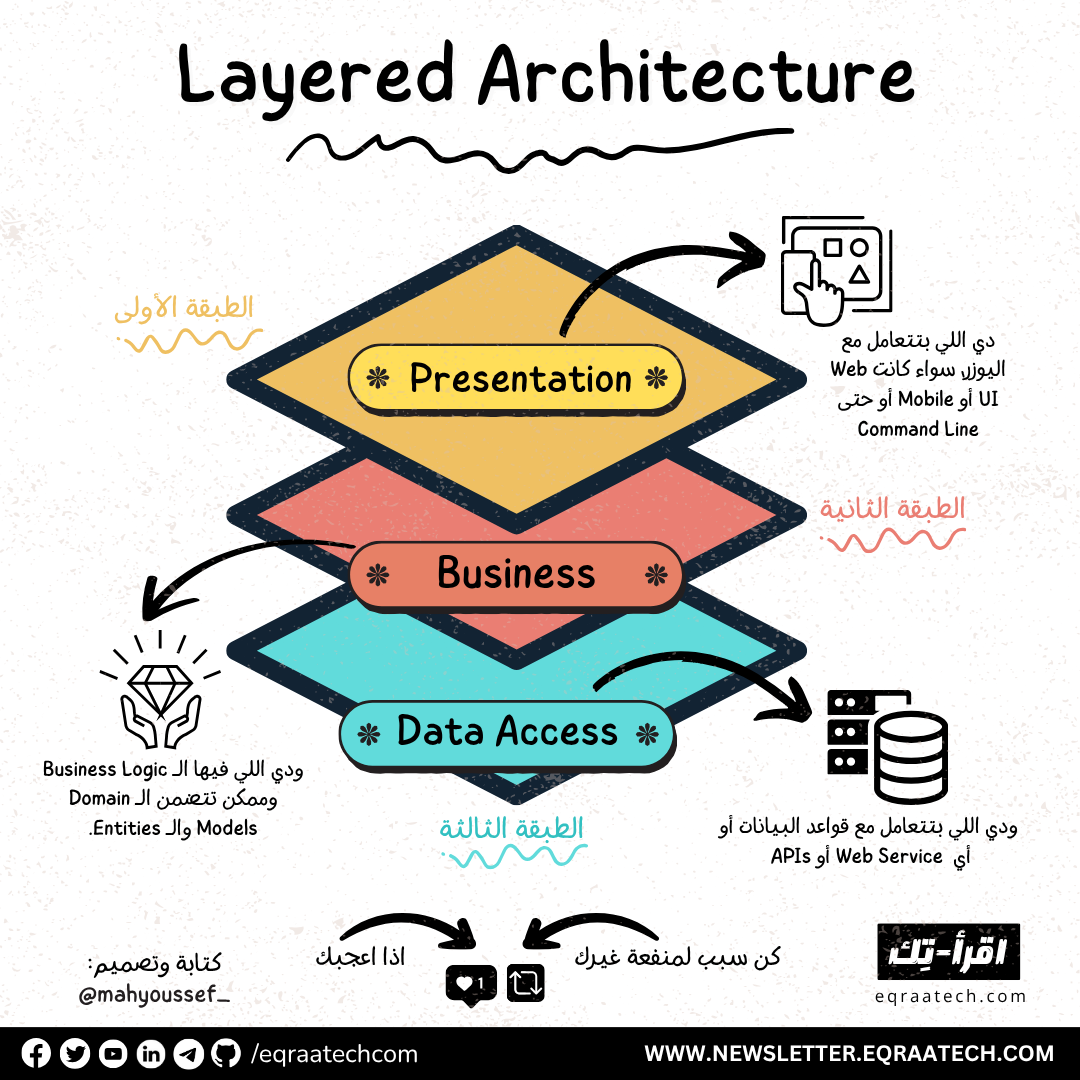 Layered Architecture
الطبقة الأولى
Presentation
دي اللي بتتعامل مع
اليوزر، سواء كانت Web
UI أو Mobile أو حتى
Command Line
الطبقة الثانية
Business
ودي اللي فيها الـ Business Logic
وممكن تتضمن الـ Domain
Models والـ Entities.
Data Access
الطبقة الثالثة
ودي اللي بتتعامل مع قواعد البيانات أو
أي Web Service أو APIs
كتابة وتصميم:
@mahyoussef_
اذا اعجبك
1
كن سبب لمنفعة غيرك
اقرأ-تِك
eqraatech.com
/eqraatechcom
WWW.NEWSLETTER.EQRAATECH.COM